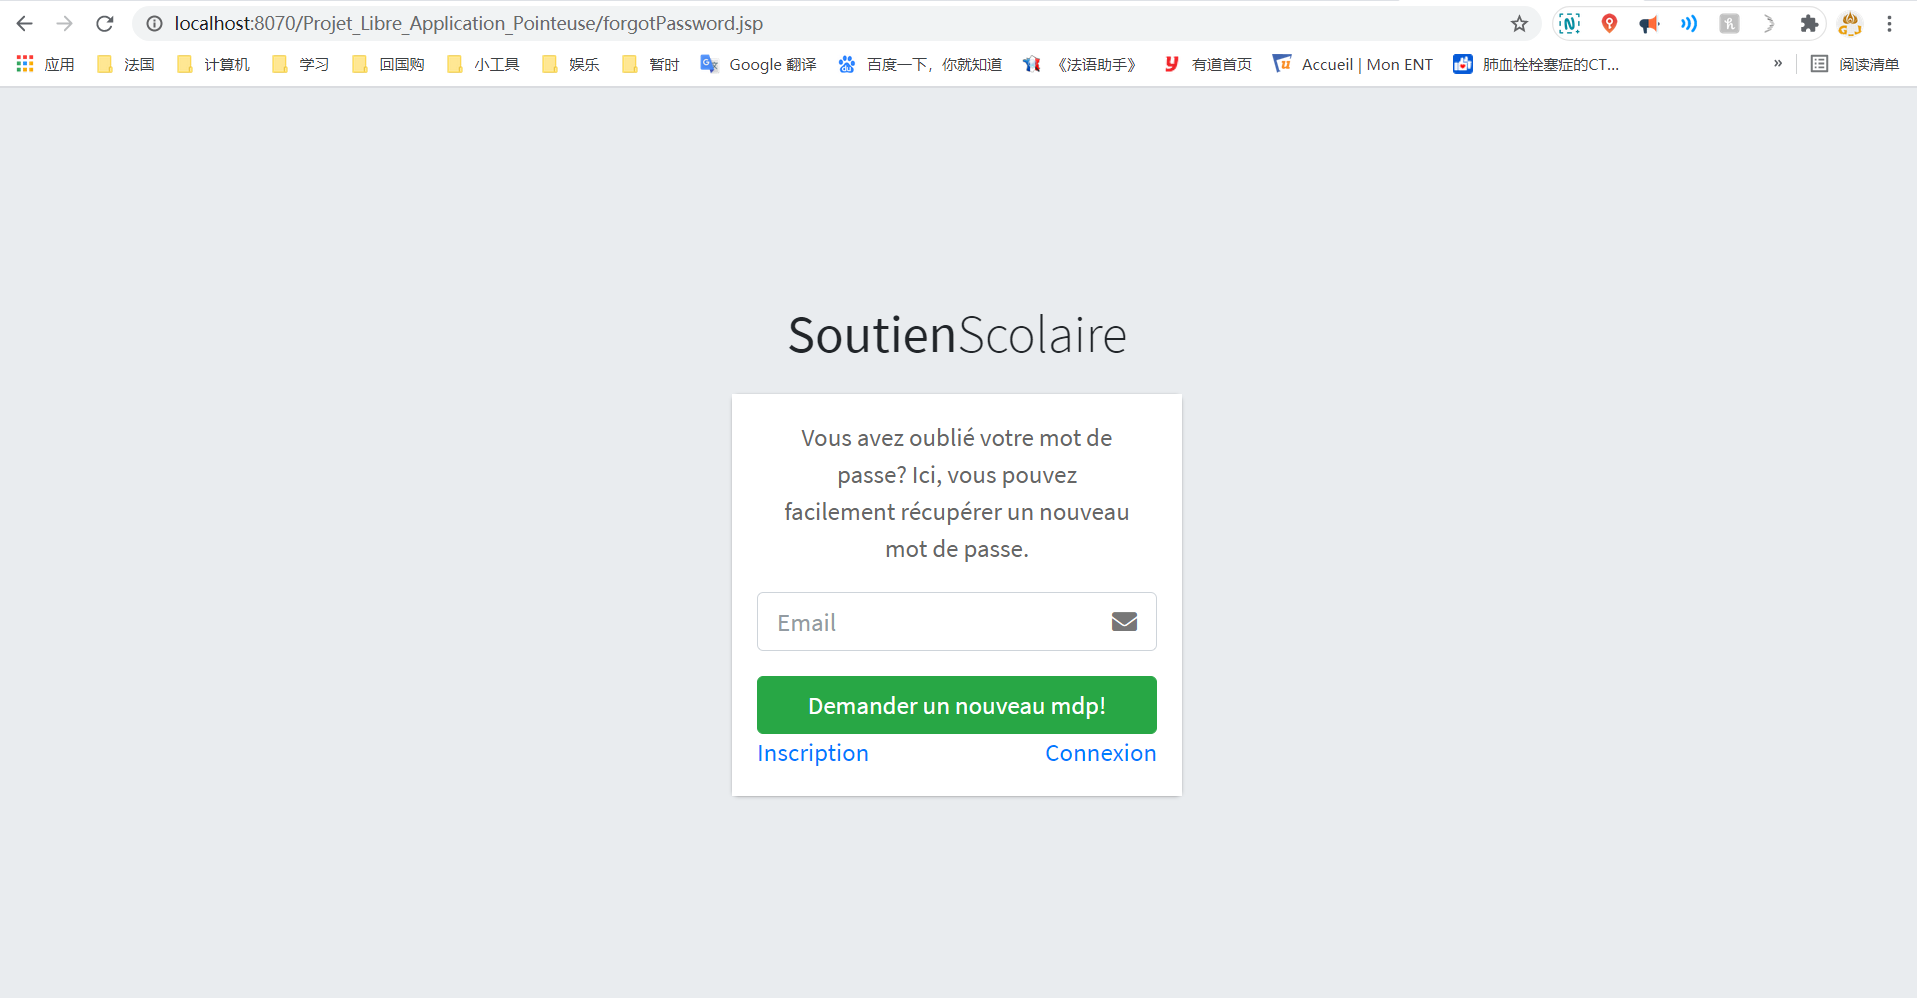 localhost:8070/Projet_Libre_Application_Pointeuse/forgotPassword.jsp
应用 法国 计算机 学习 回国购 小工具 娱乐 暂时 Google 翻译 百度一下，你就知道 《法语助手》 有道首页 Accueil | Mon ENT 肺血栓栓塞症的CT... » 阅读清单
SoutienScolaire
Vous avez oublié votre mot de
passe? Ici, vous pouvez
facilement récupérer un nouveau
mot de passe.
Email
Demander un nouveau mdp!
Inscription Connexion